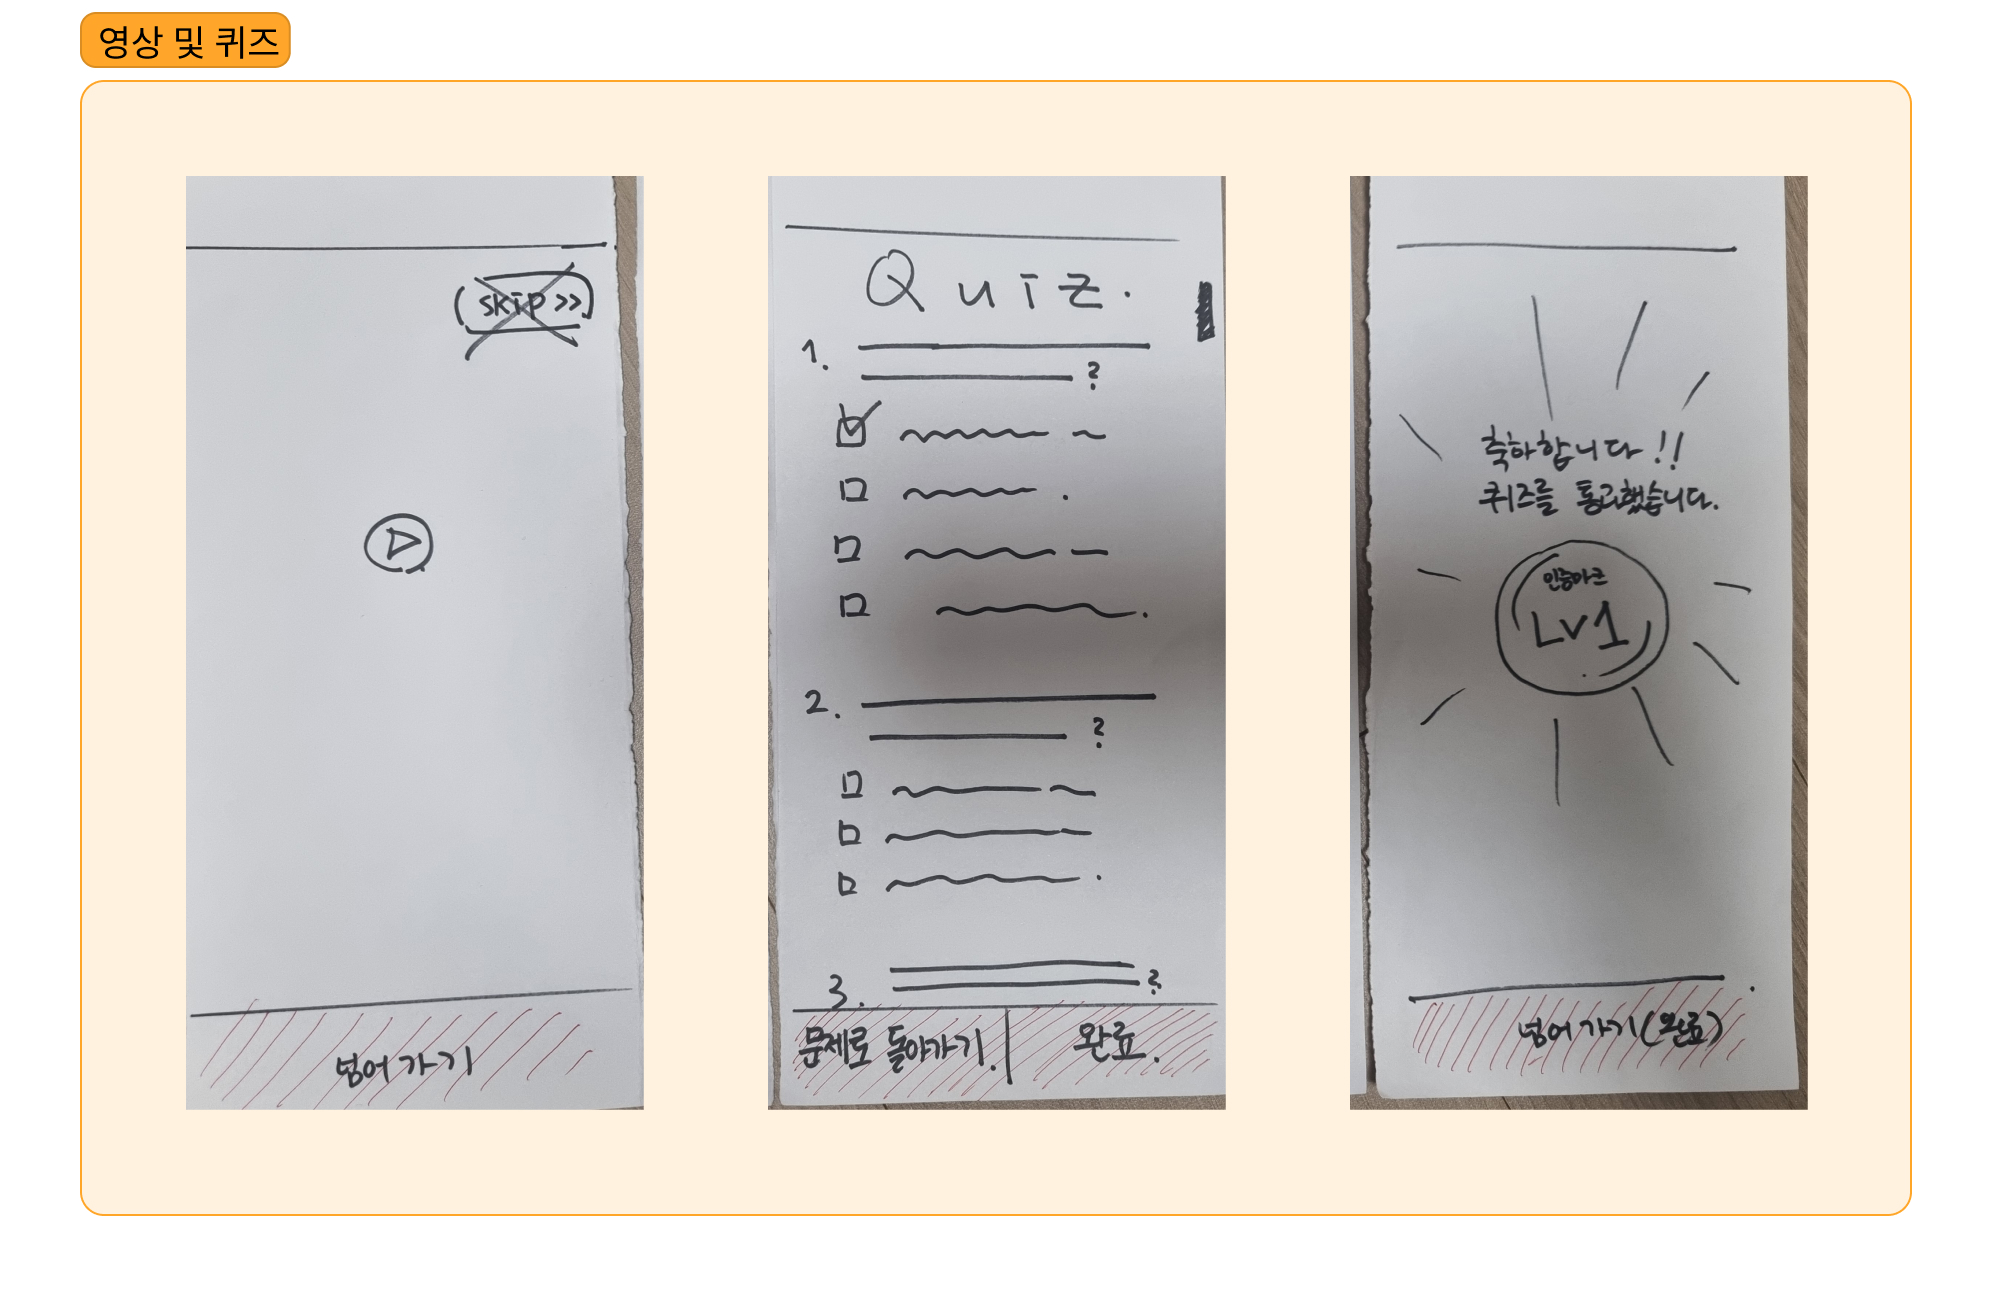 영상 및 퀴즈
skip >>
넘어가기
Quiz.
1.
?
2.
?
3.
?
문제로 돌아가기.
완료.
축하합니다!!
퀴즈를 통과했습니다.
인증마크
Lv1
넘어가기(완료)